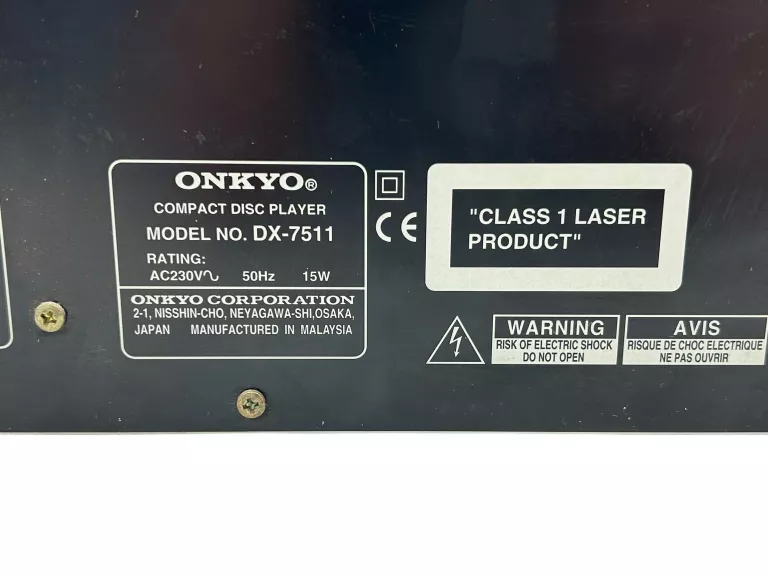 ONKYO®
COMPACT DISC PLAYER
MODEL NO. DX-7511
RATING:
AC230V∿ 50Hz 15W
ONKYO CORPORATION
2-1, NISSHIN-CHO, NEYAGAWA-SHI,OSAKA,
JAPAN MANUFACTURED IN MALAYSIA
CE
"CLASS 1 LASER
PRODUCT"
WARNING
RISK OF ELECTRIC SHOCK
DO NOT OPEN
AVIS
RISQUE DE CHOC ELECTRIQUE
NE PAS OUVRIR